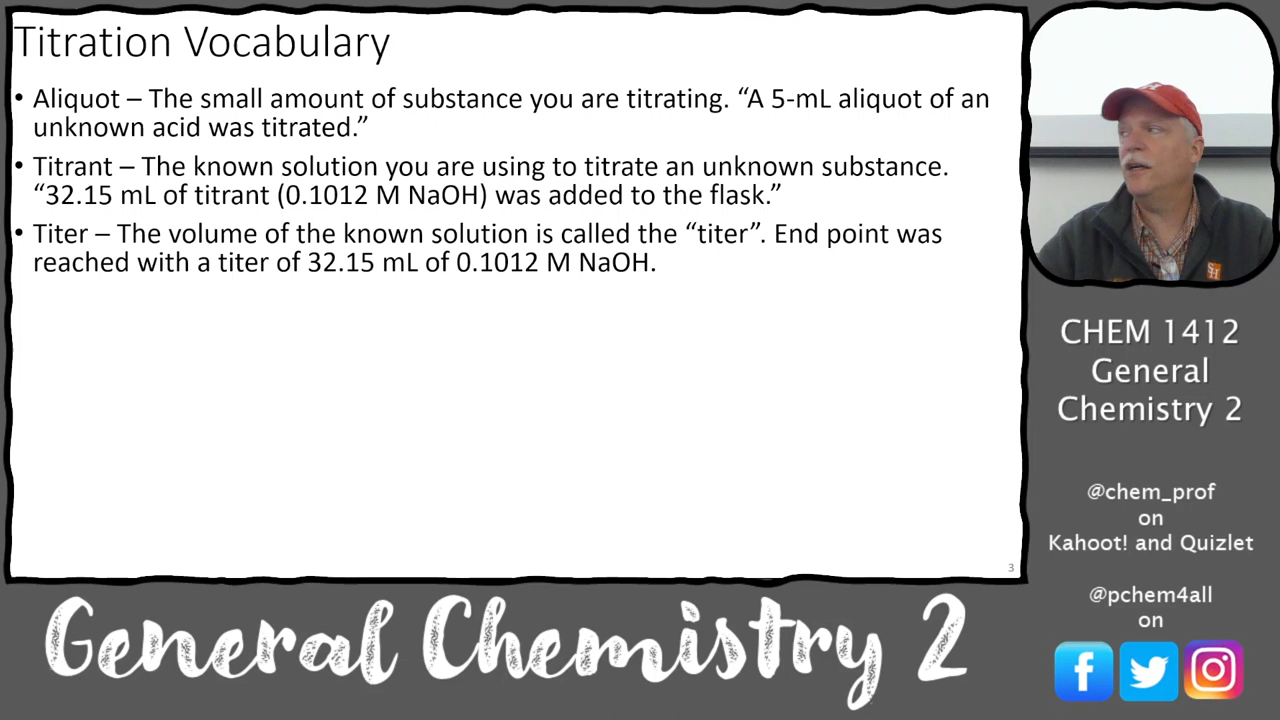 Titration Vocabulary
• Aliquot – The small amount of substance you are titrating. “A 5-mL aliquot of an
unknown acid was titrated.”
• Titrant – The known solution you are using to titrate an unknown substance.
“32.15 mL of titrant (0.1012 M NaOH) was added to the flask.”
• Titer – The volume of the known solution is called the “titer”. End point was
reached with a titer of 32.15 mL of 0.1012 M NaOH.
3
CHEM 1412
General
Chemistry 2
@chem_prof
on
Kahoot! and Quizlet
@pchem4all
on
General Chemistry 2